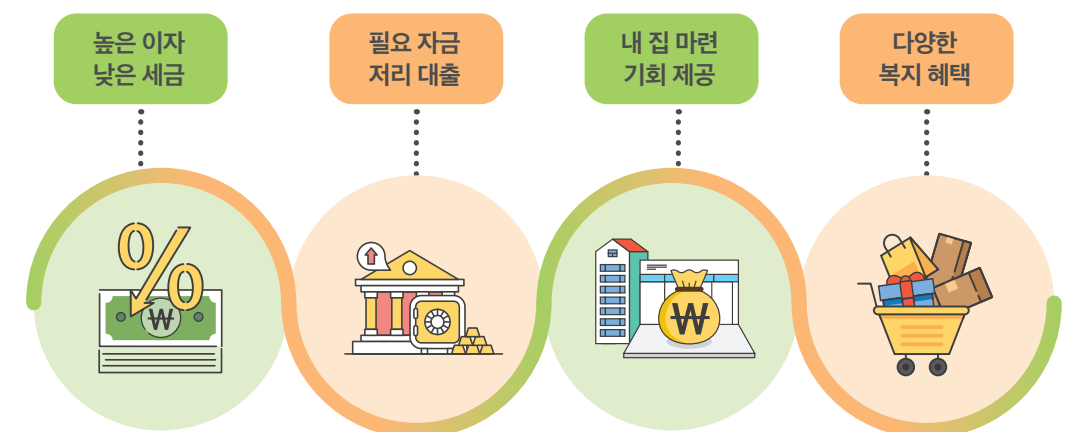 높은 이자
낮은 세금
필요 자금
저리 대출
내 집 마련
기회 제공
다양한
복지 혜택
%
₩
₩